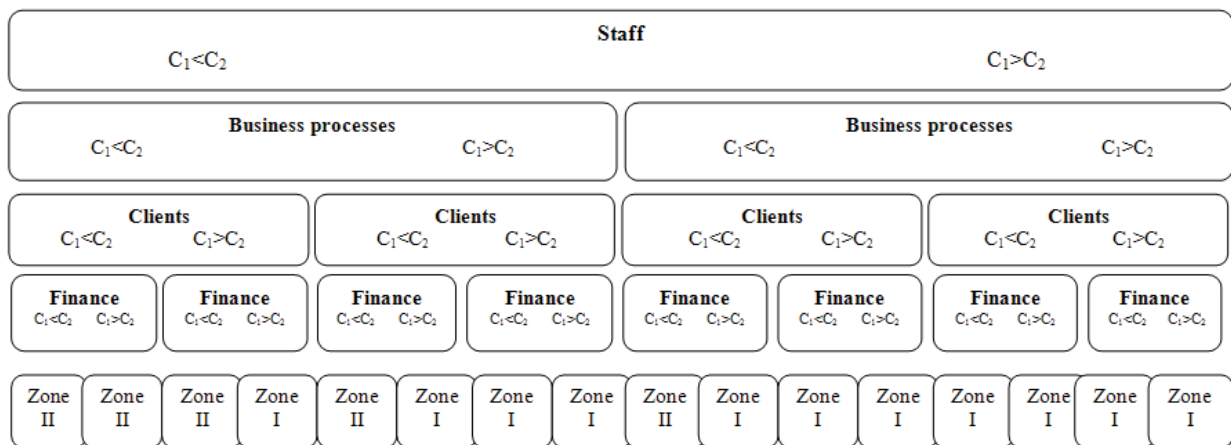 Staff
C₁<C₂ C₁>C₂
Business processes Business processes
C₁<C₂ C₁>C₂ C₁<C₂ C₁>C₂
Clients Clients Clients Clients
C₁<C₂ C₁>C₂ C₁<C₂ C₁>C₂ C₁<C₂ C₁>C₂ C₁<C₂ C₁>C₂
Finance Finance Finance Finance Finance Finance Finance Finance
C₁<C₂ C₁>C₂ C₁<C₂ C₁>C₂ C₁<C₂ C₁>C₂ C₁<C₂ C₁>C₂ C₁<C₂ C₁>C₂ C₁<C₂ C₁>C₂ C₁<C₂ C₁>C₂ C₁<C₂ C₁>C₂
Zone Zone Zone Zone Zone Zone Zone Zone Zone Zone Zone Zone Zone Zone Zone Zone
II II II I II I I I II I I I I I I I